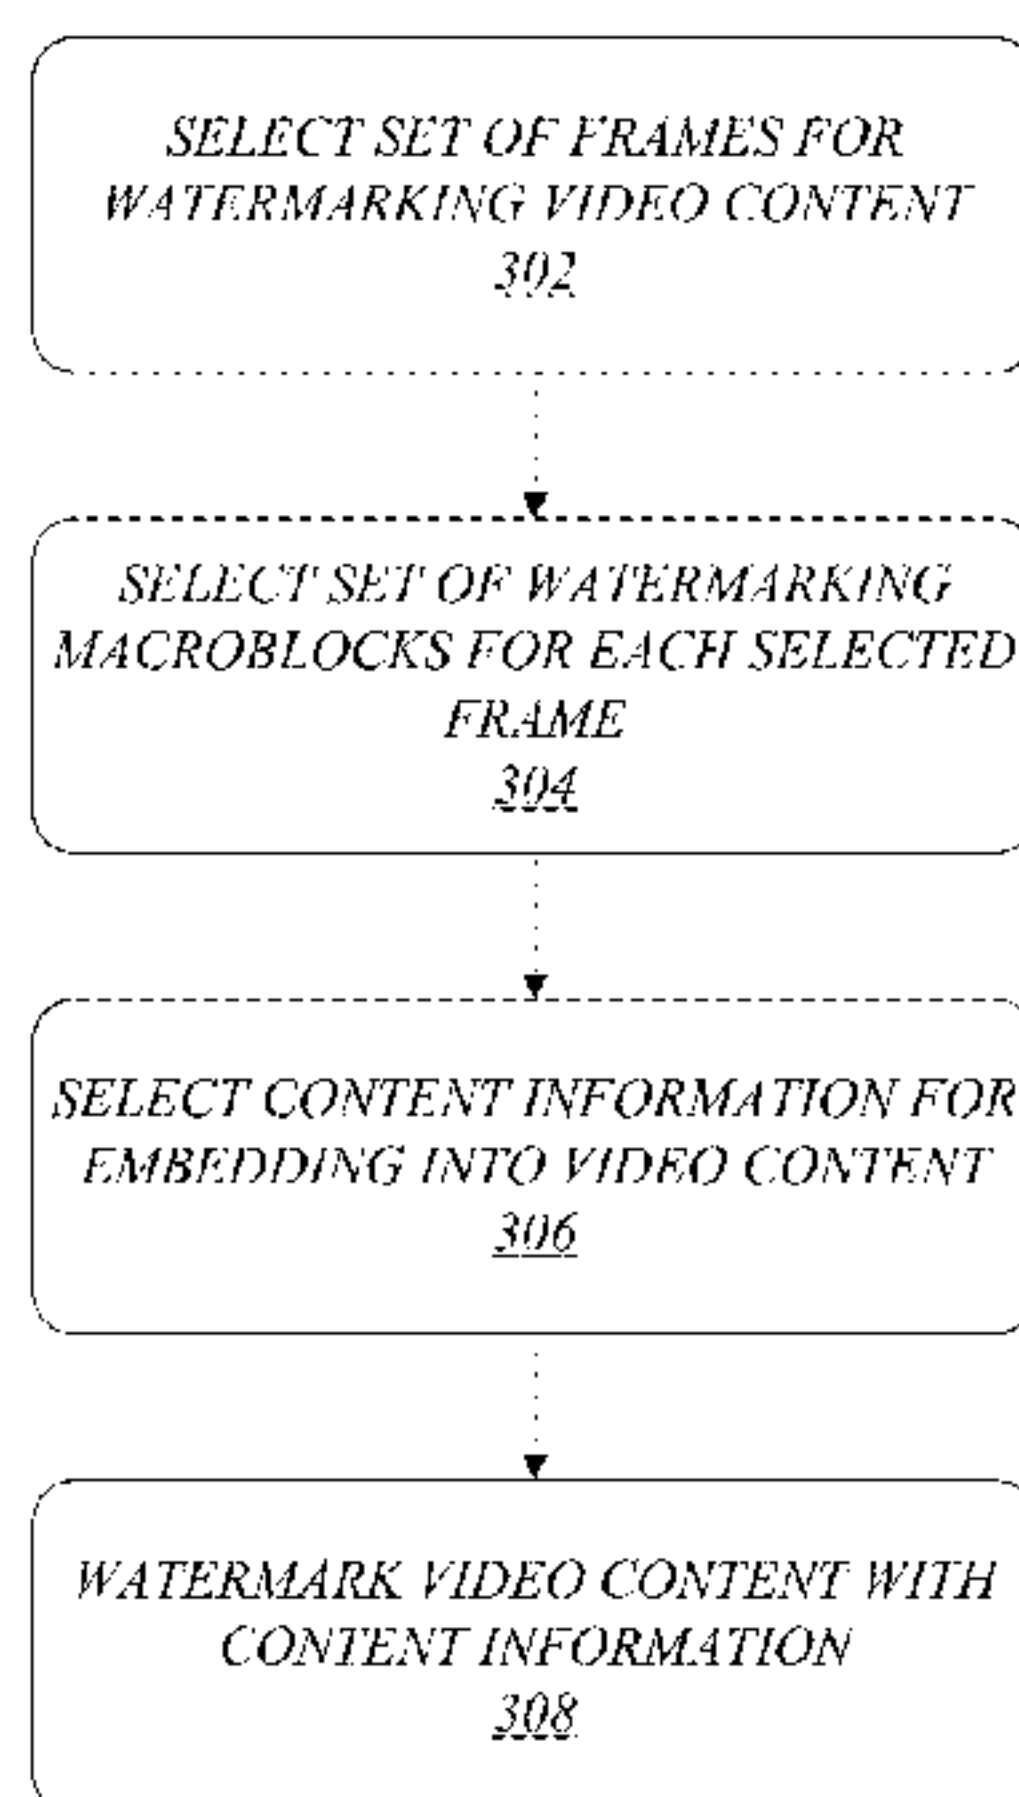 SELECT SET OF FRAMES FOR
WATERMARKING VIDEO CONTENT
302
SELECT SET OF WATERMARKING
MACROBLOCKS FOR EACH SELECTED
FRAME
304
SELECT CONTENT INFORMATION FOR
EMBEDDING INTO VIDEO CONTENT
306
WATERMARK VIDEO CONTENT WITH
CONTENT INFORMATION
308